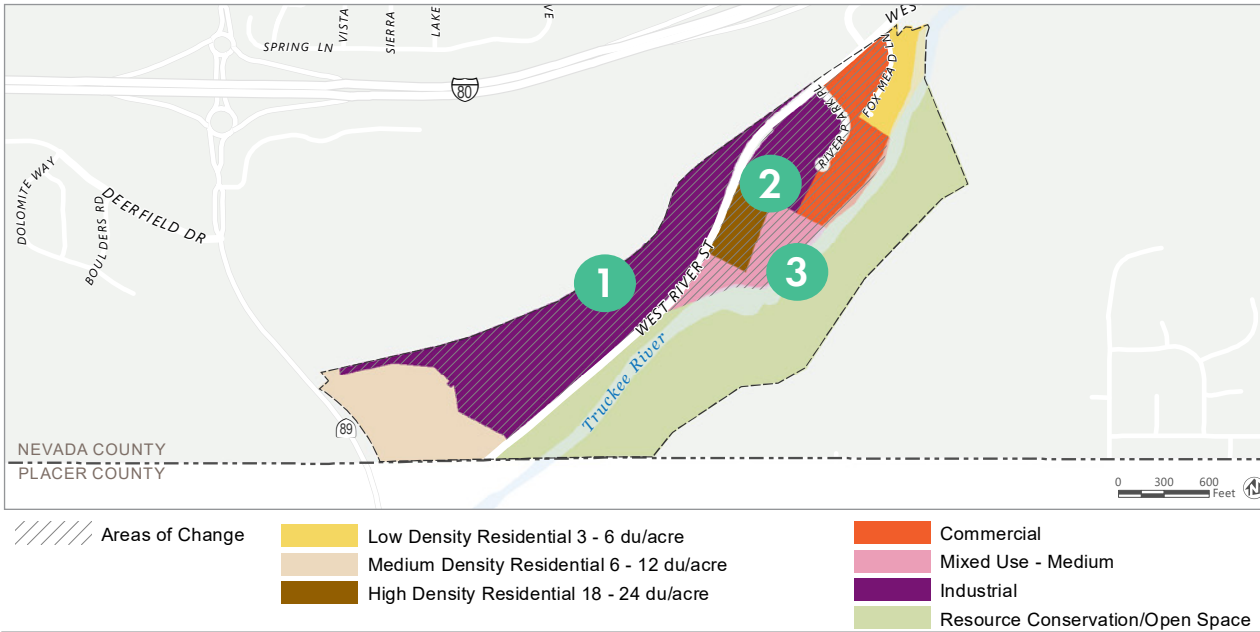 WES
VISTA
SIERRA
LAKE
VE
SPRING LN
80
FOX MEAD LN
RIVER PARK PL
DOLOMITE WAY
BOULDERS RD
DEERFIELD DR
2
1
3
WEST RIVER ST
Truckee River
89
NEVADA COUNTY
PLACER COUNTY
0 300 600
Feet
N
Areas of Change
Low Density Residential 3 - 6 du/acre
Medium Density Residential 6 - 12 du/acre
High Density Residential 18 - 24 du/acre
Commercial
Mixed Use - Medium
Industrial
Resource Conservation/Open Space